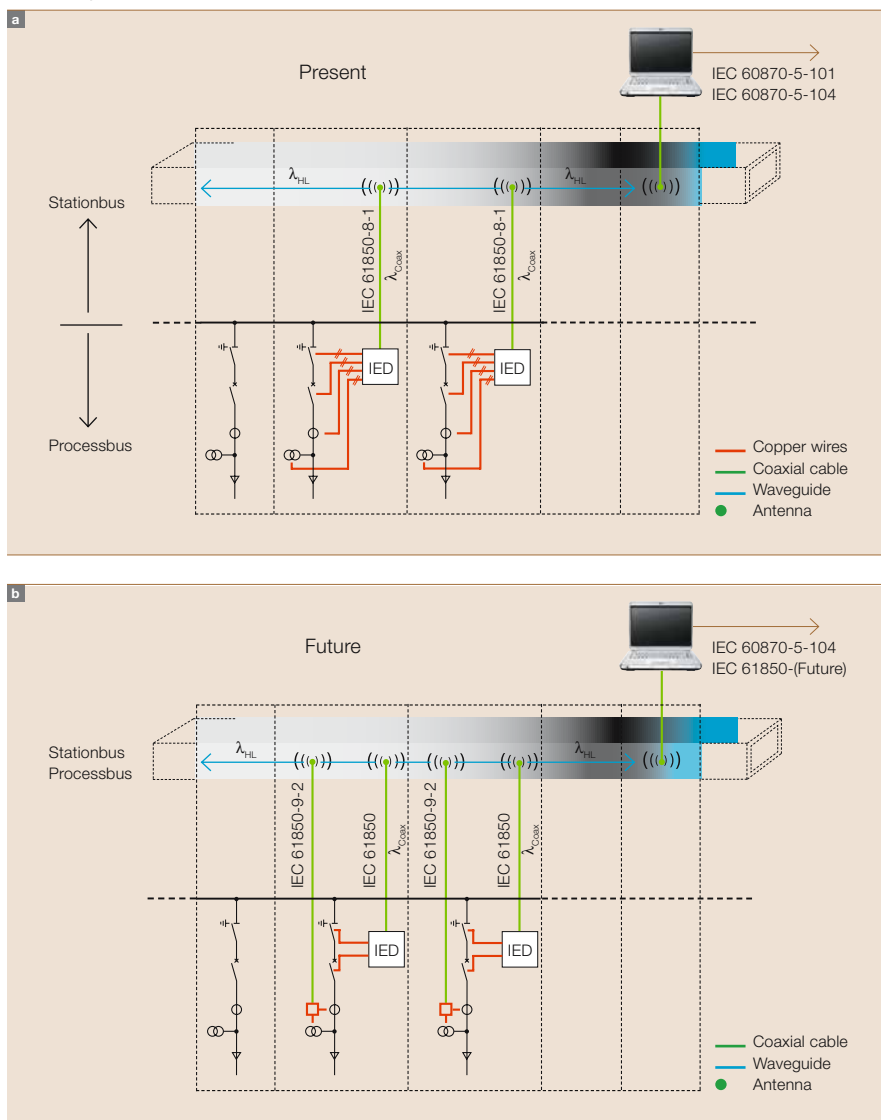 a
Present
IEC 60870-5-101
IEC 60870-5-104
λHL
λHL
Stationbus
IEC 61850-8-1
λCoax
IEC 61850-8-1
λCoax
IED
IED
Processbus
Copper wires
Coaxial cable
Waveguide
Antenna
b
Future
IEC 60870-5-104
IEC 61850-(Future)
Stationbus
Processbus
λHL
λHL
IEC 61850-9-2
IEC 61850
λCoax
IEC 61850-9-2
IEC 61850
λCoax
IED
IED
Coaxial cable
Waveguide
Antenna